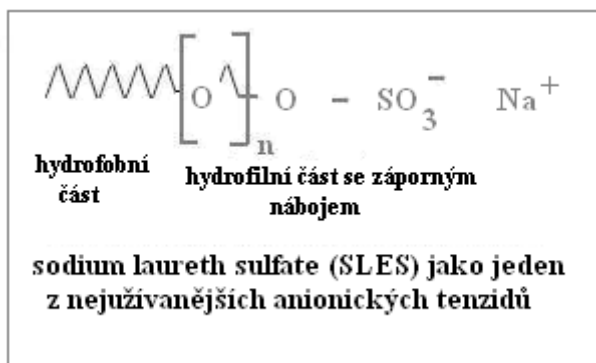 O O – SO3− Na+
n
hydrofobní
část
hydrofilní část se záporným
nábojem
sodium laureth sulfate (SLES) jako jeden
z nejužívanějších anionických tenzidů